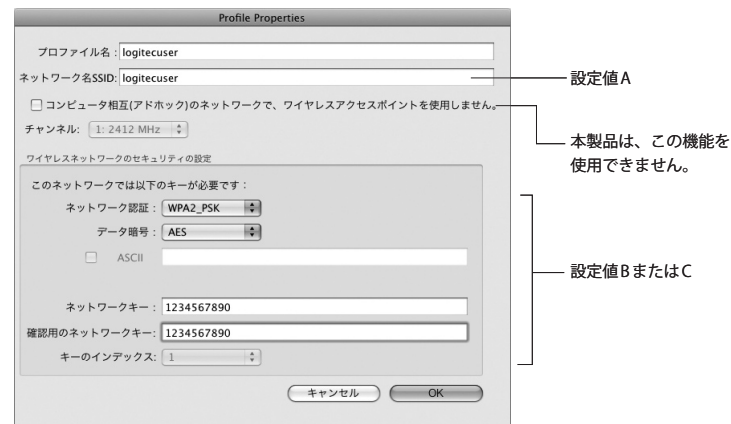 Profile Properties
プロファイル名 : logitecuser
ネットワーク名SSID: logitecuser
設定値A
コンピュータ相互(アドホック)のネットワークで、ワイヤレスアクセスポイントを使用しません。
チャンネル: 1: 2412 MHz
本製品は、この機能を
使用できません。
ワイヤレスネットワークのセキュリティの設定
このネットワークでは以下のキーが必要です :
ネットワーク認証 : WPA2_PSK
データ暗号 : AES
ASCII
設定値BまたはC
ネットワークキー : 1234567890
確認用のネットワークキー: 1234567890
キーのインデックス: 1
キャンセル OK